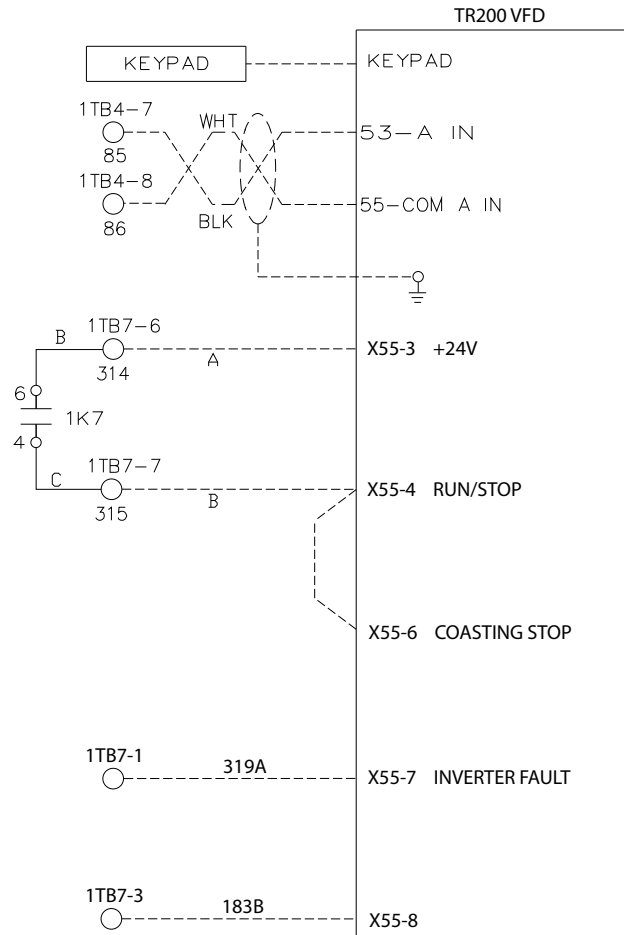 TR200 VFD
KEYPAD
KEYPAD
1TB4-7
WHT
53-A IN
85
1TB4-8
55-COM A IN
86
BLK
1TB7-6
B
X55-3 +24V
314
A
6
1K7
4
1TB7-7
C
X55-4 RUN/STOP
315
B
X55-6 COASTING STOP
1TB7-1
319A
X55-7 INVERTER FAULT
1TB7-3
183B
X55-8